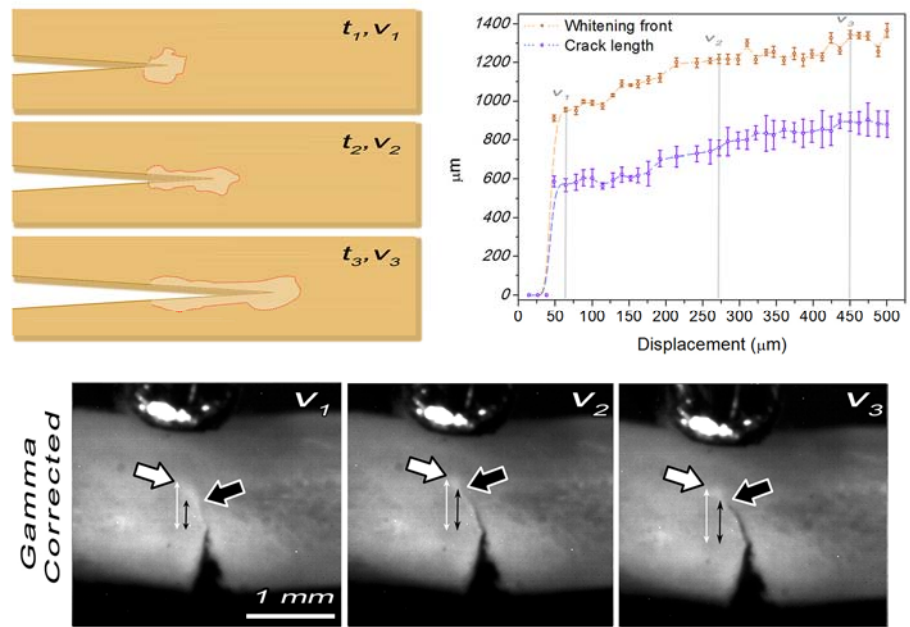 t1, v1
t2, v2
t3, v3
1400
1200
1000
800
600
400
200
0
μm
Whitening front
Crack length
v1
v2
v3
0 50 100 150 200 250 300 350 400 450 500
Displacement (μm)
Gamma
Corrected
v1
v2
v3
1 mm